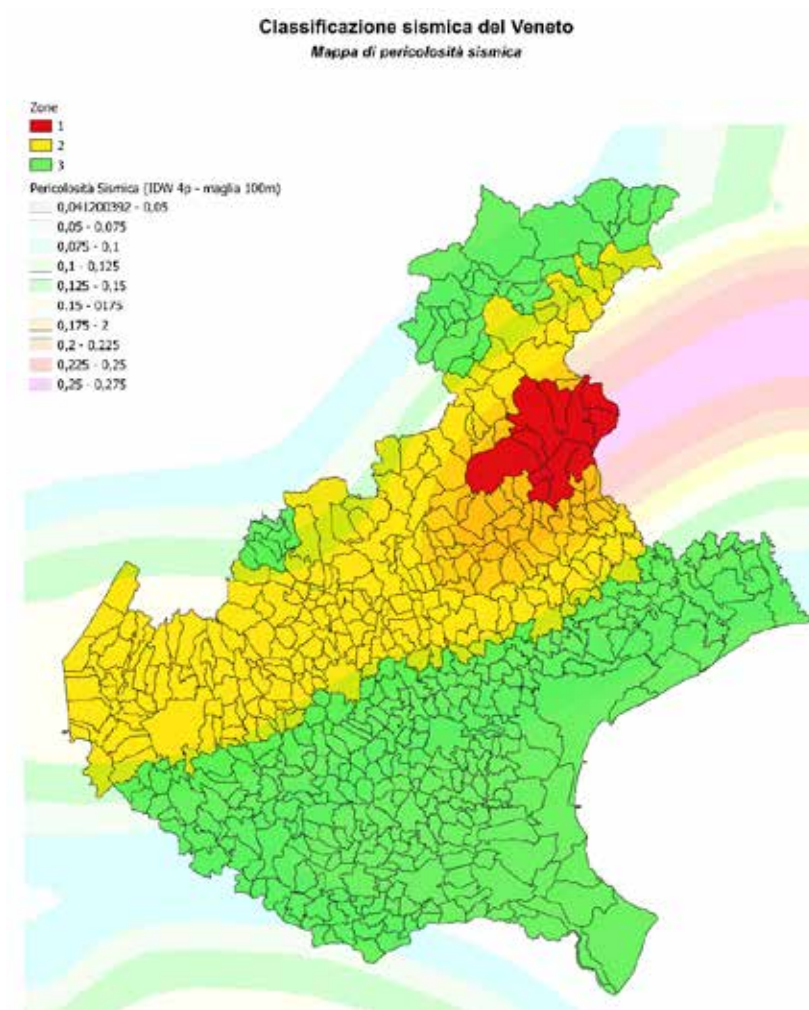 Classificazione sismica del Veneto
Mappa di pericolosità sismica
Zone
1
2
3
Pericolosità Sismica (IDW 4p - maglia 100m)
0,041200392 - 0,05
0,05 - 0,075
0,075 - 0,1
0,1 - 0,125
0,125 - 0,15
0,15 - 0175
0,175 - 2
0,2 - 0,225
0,225 - 0,25
0,25 - 0,275